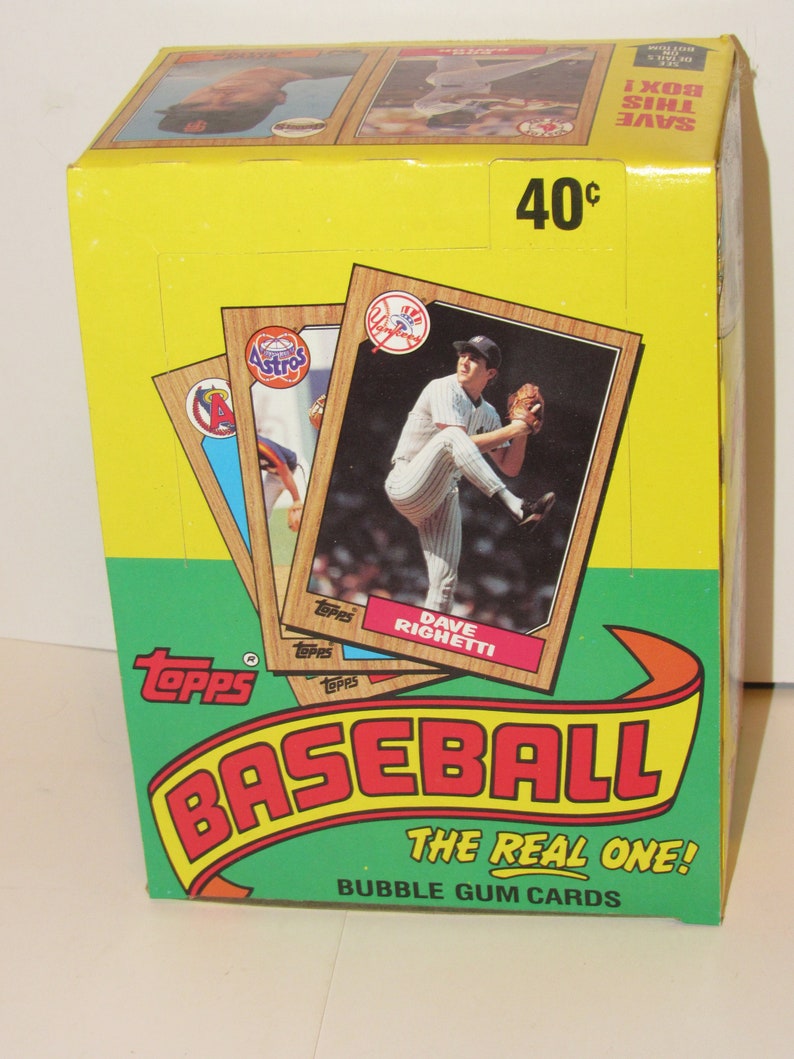 SEE
DETAILS
ON
BOTTOM
SAVE
THIS
BOX!
40¢
Yankees
Astros
A
topps®
DAVE
RIGHETTI
topps®
topps®
topps®
BASEBALL
THE REAL ONE!
BUBBLE GUM CARDS